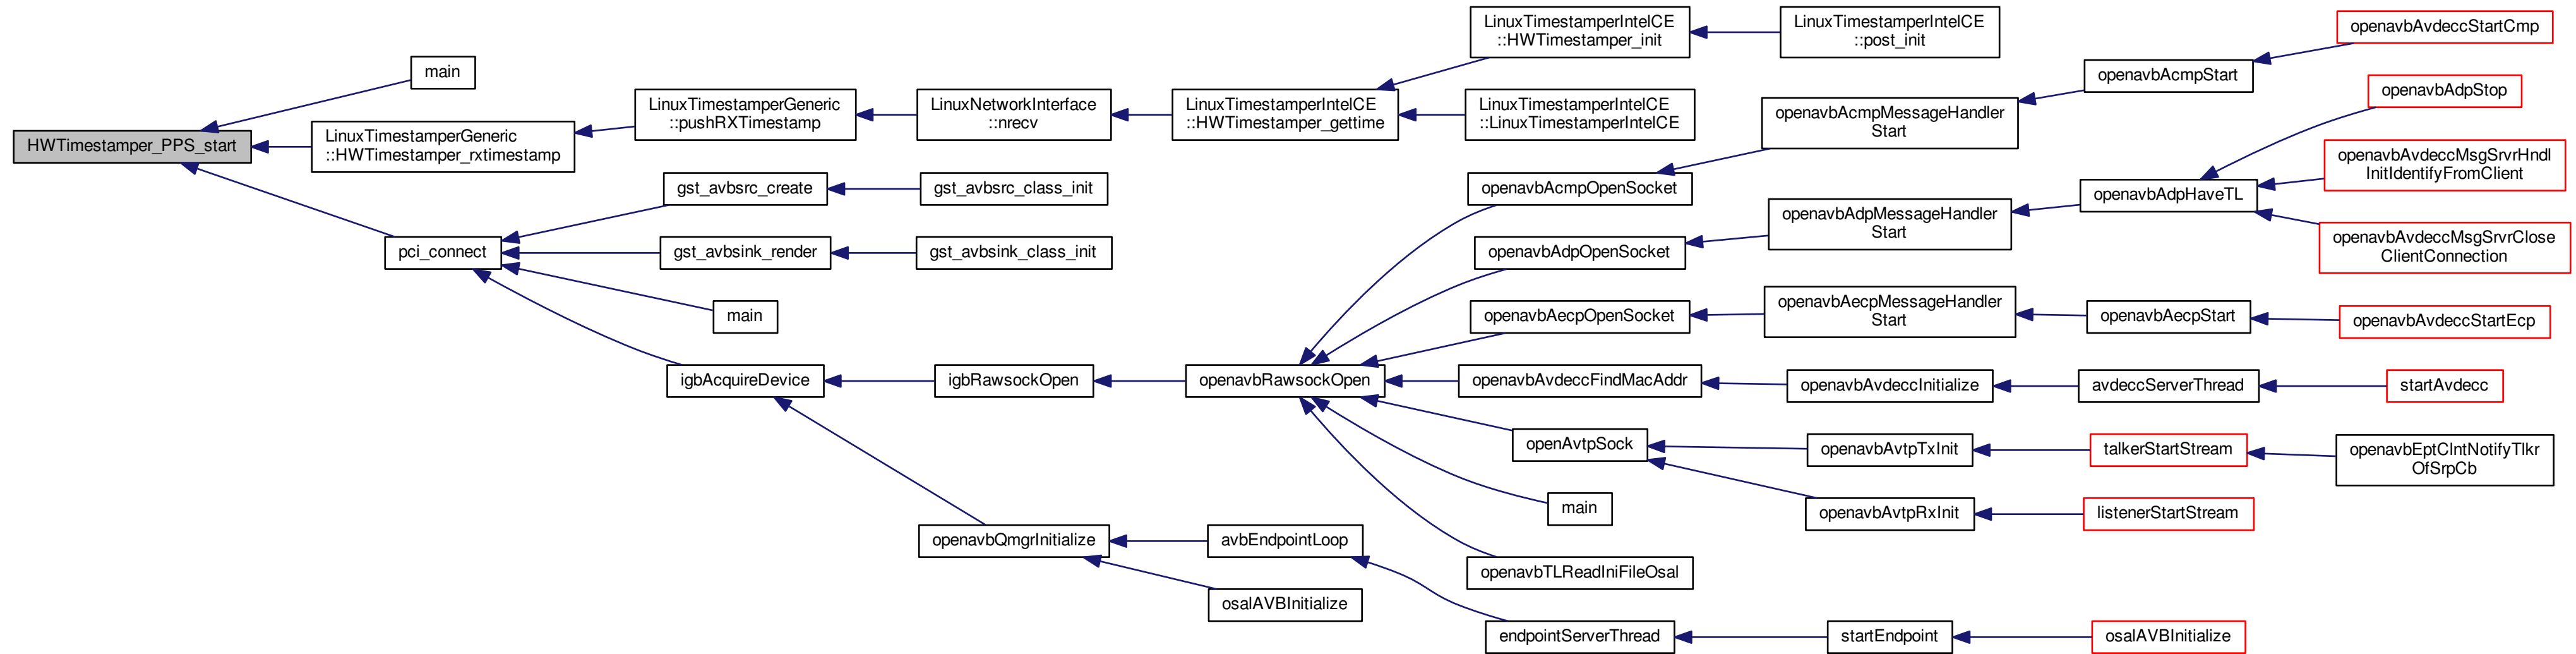 HWTimestamper_PPS_start
main
LinuxTimestamperGeneric
::HWTimestamper_rxtimestamp
LinuxTimestamperGeneric
::pushRXTimestamp
LinuxNetworkInterface
::nrecv
LinuxTimestamperIntelCE
::HWTimestamper_gettime
LinuxTimestamperIntelCE
::HWTimestamper_init
LinuxTimestamperIntelCE
::post_init
LinuxTimestamperIntelCE
::LinuxTimestamperIntelCE
pci_connect
gst_avbsrc_create
gst_avbsrc_class_init
gst_avbsink_render
gst_avbsink_class_init
main
igbAcquireDevice
igbRawsockOpen
openavbRawsockOpen
openavbAcmpOpenSocket
openavbAcmpMessageHandler
Start
openavbAcmpStart
openavbAvdeccStartCmp
openavbAdpOpenSocket
openavbAdpMessageHandler
Start
openavbAdpHaveTL
openavbAdpStop
openavbAvdeccMsgSrvrHndl
InitIdentifyFromClient
openavbAvdeccMsgSrvrClose
ClientConnection
openavbAecpOpenSocket
openavbAecpMessageHandler
Start
openavbAecpStart
openavbAvdeccStartEcp
openavbAvdeccFindMacAddr
openavbAvdeccInitialize
avdeccServerThread
startAvdecc
openAvtpSock
openavbAvtpTxInit
talkerStartStream
openavbEptClntNotifyTlkr
OfSrpCb
openavbAvtpRxInit
listenerStartStream
main
openavbTLReadIniFileOsal
openavbQmgrInitialize
avbEndpointLoop
endpointServerThread
startEndpoint
osalAVBInitialize
osalAVBInitialize